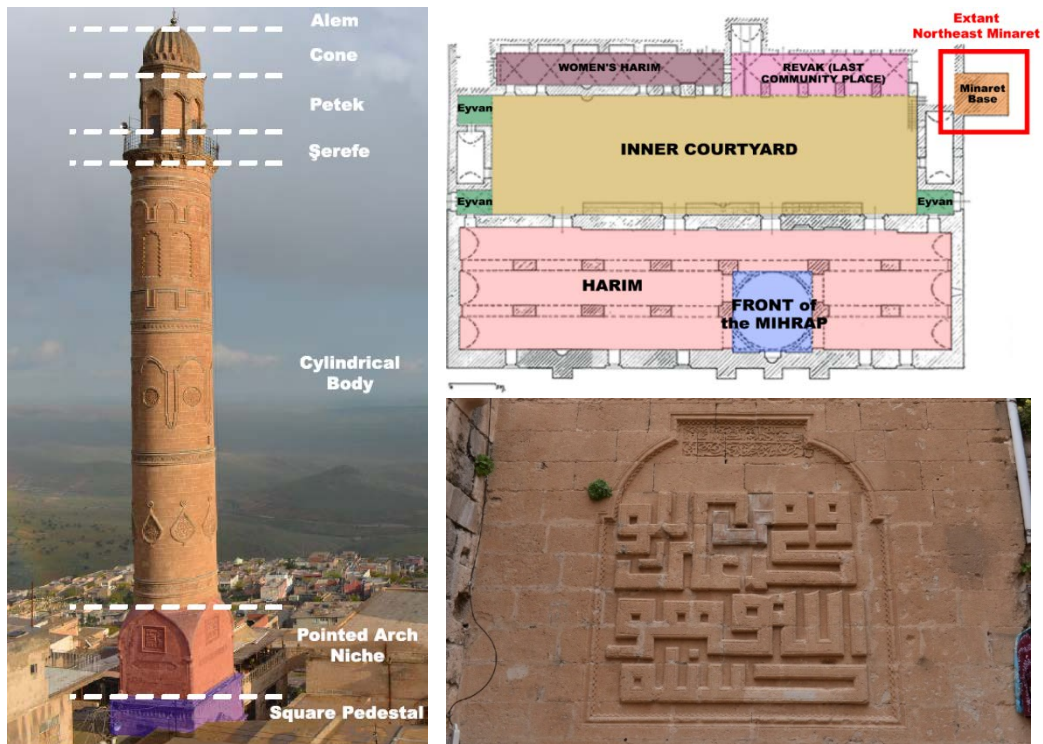 Alem
Cone
Petek
Şerefe
Cylindrical
Body
Pointed Arch
Niche
Square Pedestal
Extant
Northeast Minaret
WOMEN'S HARIM
REVAK (LAST
COMMUNITY PLACE)
Minaret
Base
Eyvan
INNER COURTYARD
Eyvan
Eyvan
HARIM
FRONT of
the MIHRAP